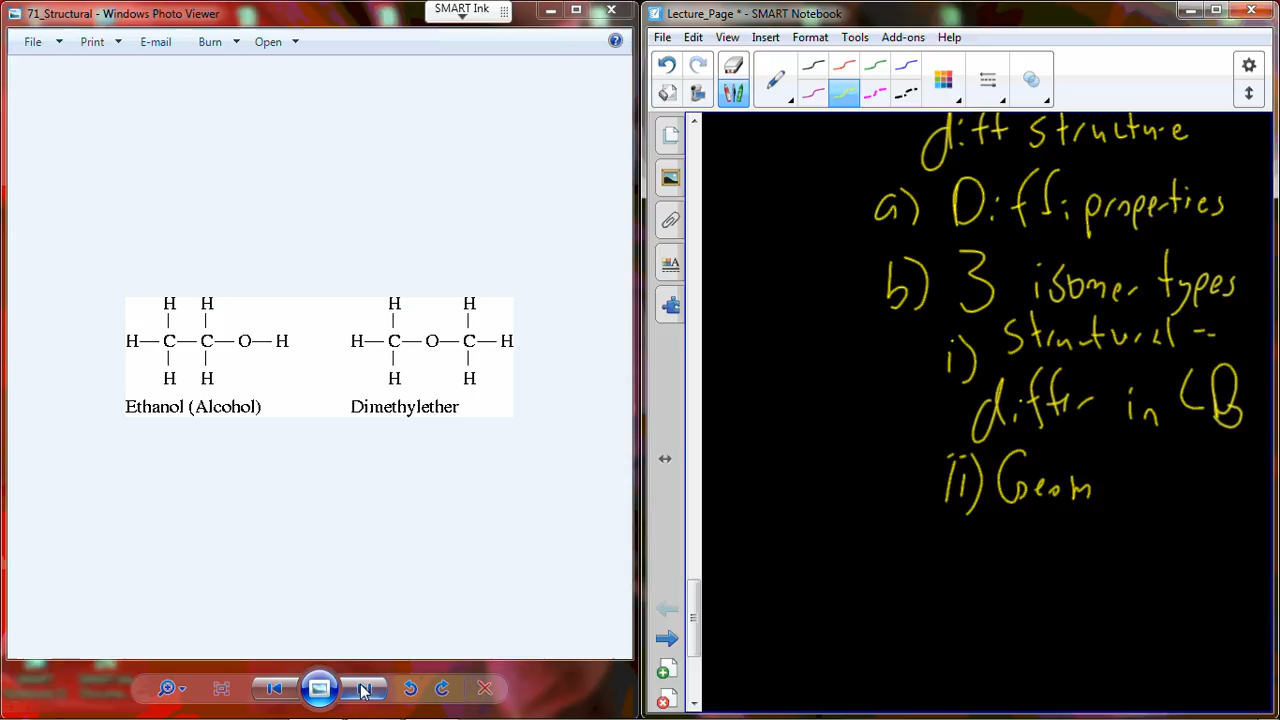 71_Structural - Windows Photo Viewer
SMART Ink
File Print E-mail Burn Open
H H
H C C O H
H H
Ethanol (Alcohol)
H H
H C O C H
H H
Dimethylether
Lecture_Page * - SMART Notebook
File Edit View Insert Format Tools Add-ons Help
diff structure
a) Diff: properties
b) 3 isomer types
i) structural -
differ in CB
ii) Geom